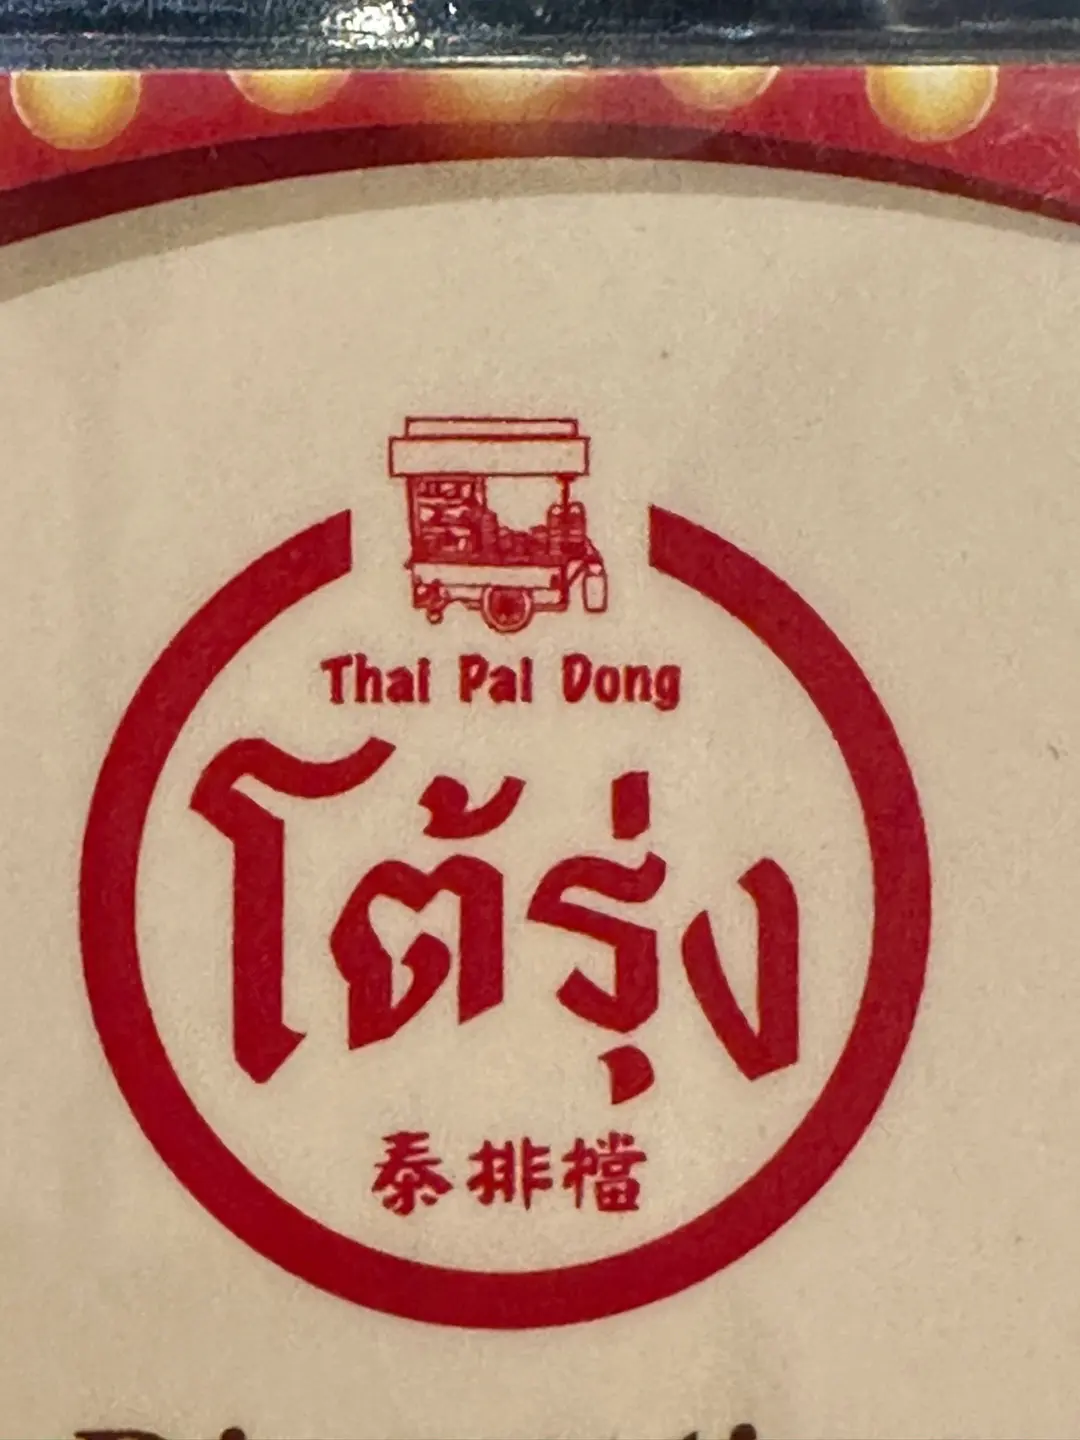 Thai Pai Dong
โต้รุ่ง
泰排檔